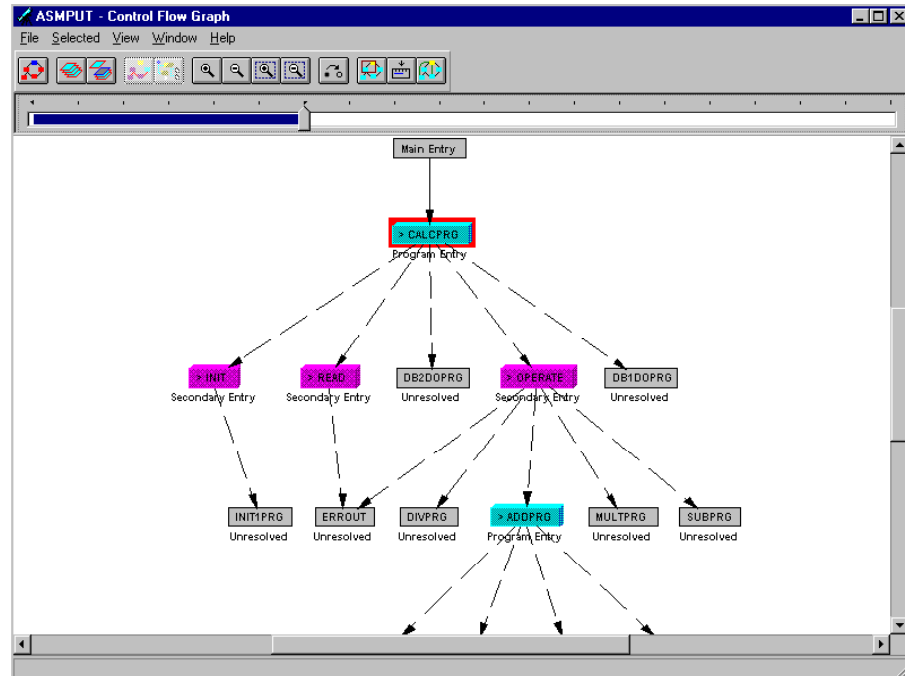 ASMPUT - Control Flow Graph
File Selected View Window Help
Main Entry
> CALCPRG
Program Entry
> INIT
> READ
DB2DOPRG
> OPERATE
DB1DOPRG
Secondary Entry
Secondary Entry
Unresolved
Secondary Entry
Unresolved
INIT1PRG
ERROUT
DIVPRG
> ADDPRG
MULTPRG
SUBPRG
Unresolved
Unresolved
Unresolved
Program Entry
Unresolved
Unresolved